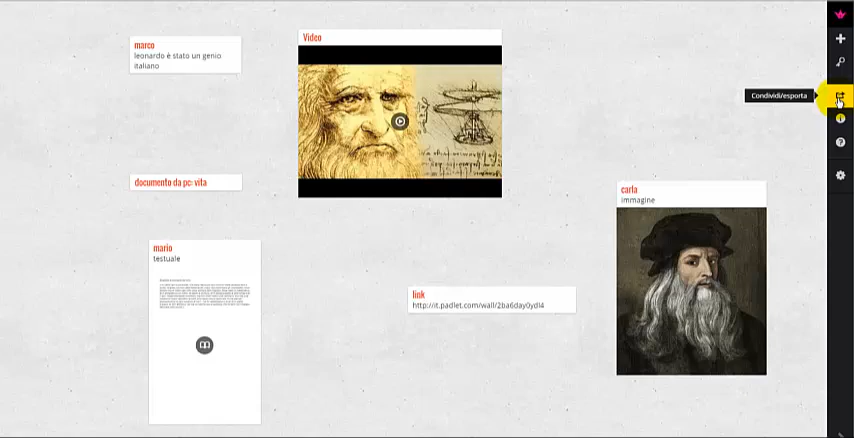 marco
leonardo è stato un genio
italiano
Video
Condividi/esporta
documento da pc: vita
carla
immagine
mario
testuale
link
http://it.padlet.com/wall/2ba6day0ydl4